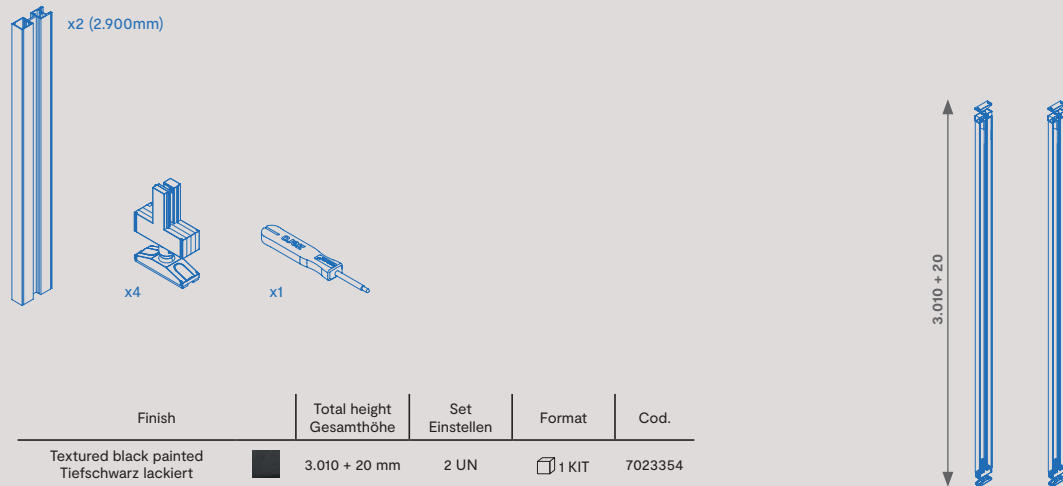 x2 (2.900mm)
x4
x1
3.010 + 20
Finish
Total height
Gesamthöhe
Set
Einstellen
Format
Cod.
Textured black painted
Tiefschwarz lackiert
3.010 + 20 mm
2 UN
1 KIT
7023354